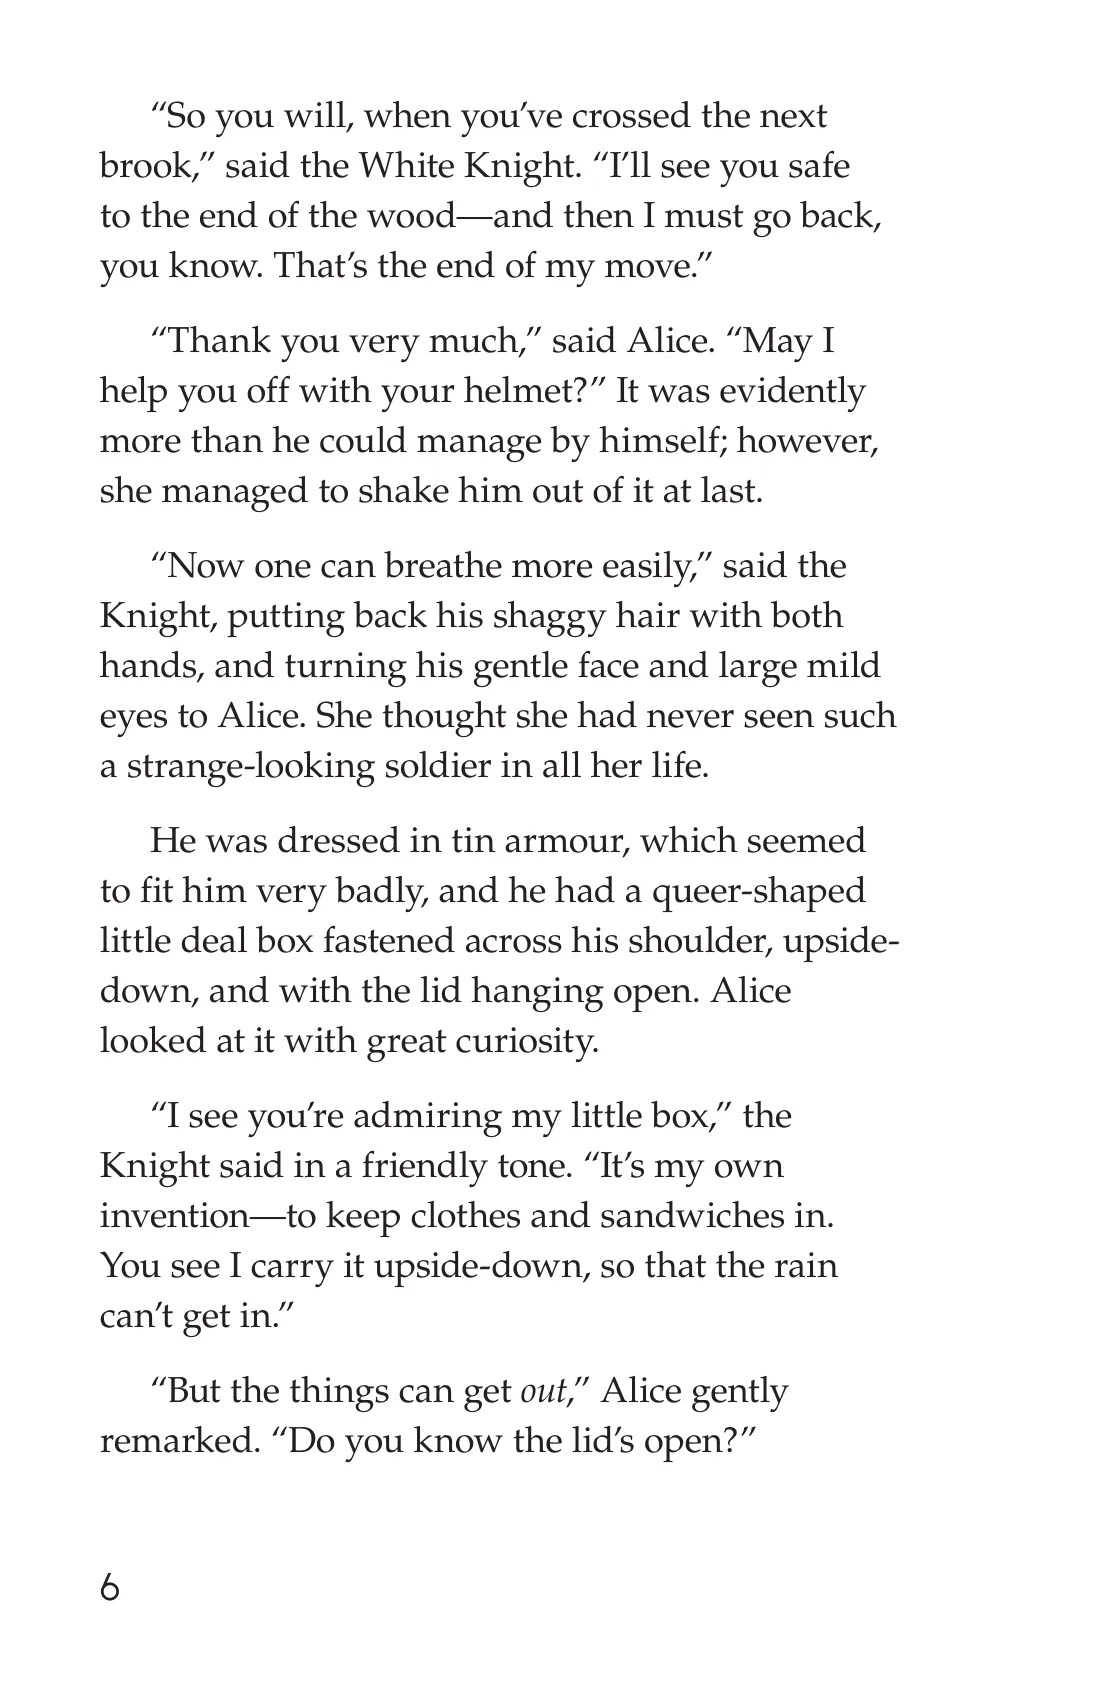 “So you will, when you’ve crossed the next
brook,” said the White Knight. “I’ll see you safe
to the end of the wood—and then I must go back,
you know. That’s the end of my move.”
“Thank you very much,” said Alice. “May I
help you off with your helmet?” It was evidently
more than he could manage by himself; however,
she managed to shake him out of it at last.
“Now one can breathe more easily,” said the
Knight, putting back his shaggy hair with both
hands, and turning his gentle face and large mild
eyes to Alice. She thought she had never seen such
a strange-looking soldier in all her life.
He was dressed in tin armour, which seemed
to fit him very badly, and he had a queer-shaped
little deal box fastened across his shoulder, upside-
down, and with the lid hanging open. Alice
looked at it with great curiosity.
“I see you’re admiring my little box,” the
Knight said in a friendly tone. “It’s my own
invention—to keep clothes and sandwiches in.
You see I carry it upside-down, so that the rain
can’t get in.”
“But the things can get out,” Alice gently
remarked. “Do you know the lid’s open?”
6